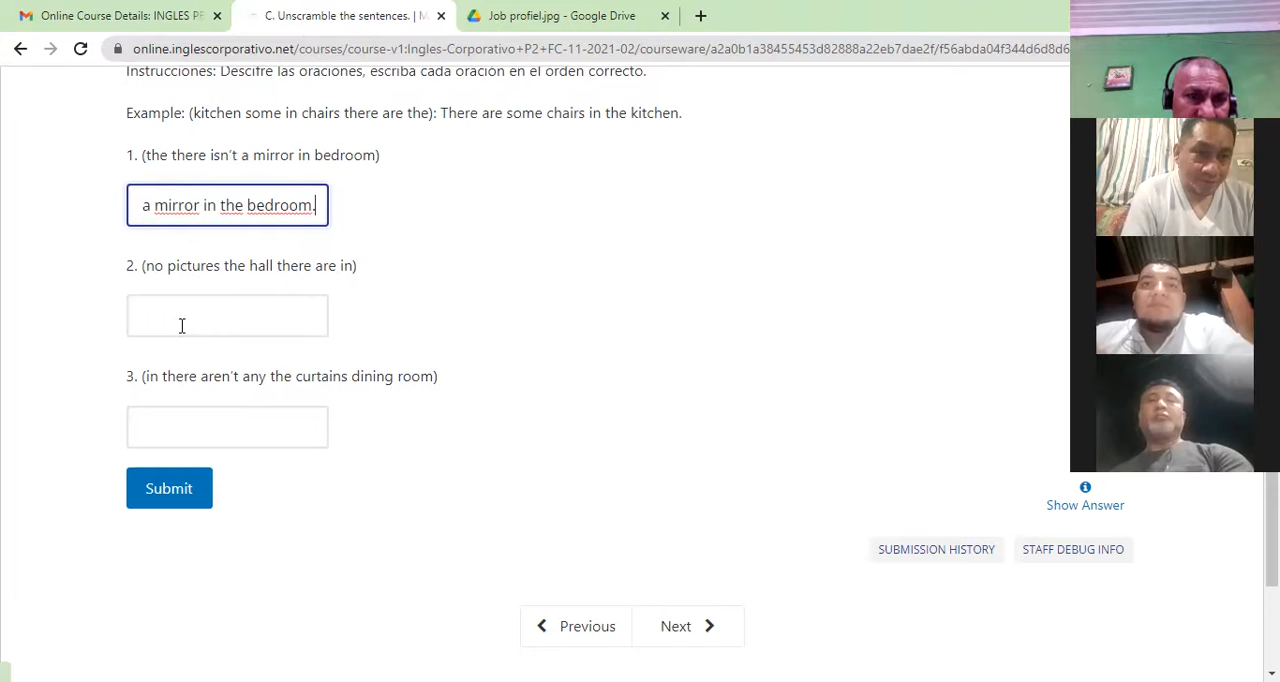 Online Course Details: INGLES PE
C. Unscramble the sentences. | M
Job profiel.jpg - Google Drive
online.inglescorporativo.net/courses/course-v1:Ingles-Corporativo+P2+FC-11-2021-02/courseware/a2a0b1a38455453d82888a22eb7dae2f/f56abda04f344d6d8d6
Instrucciones: Descifre las oraciones, escriba cada oración en el orden correcto.
Example: (kitchen some in chairs there are the): There are some chairs in the kitchen.
1. (the there isn't a mirror in bedroom)
a mirror in the bedroom.
2. (no pictures the hall there are in)
3. (in there aren't any the curtains dining room)
Submit
Show Answer
SUBMISSION HISTORY
STAFF DEBUG INFO
Previous
Next